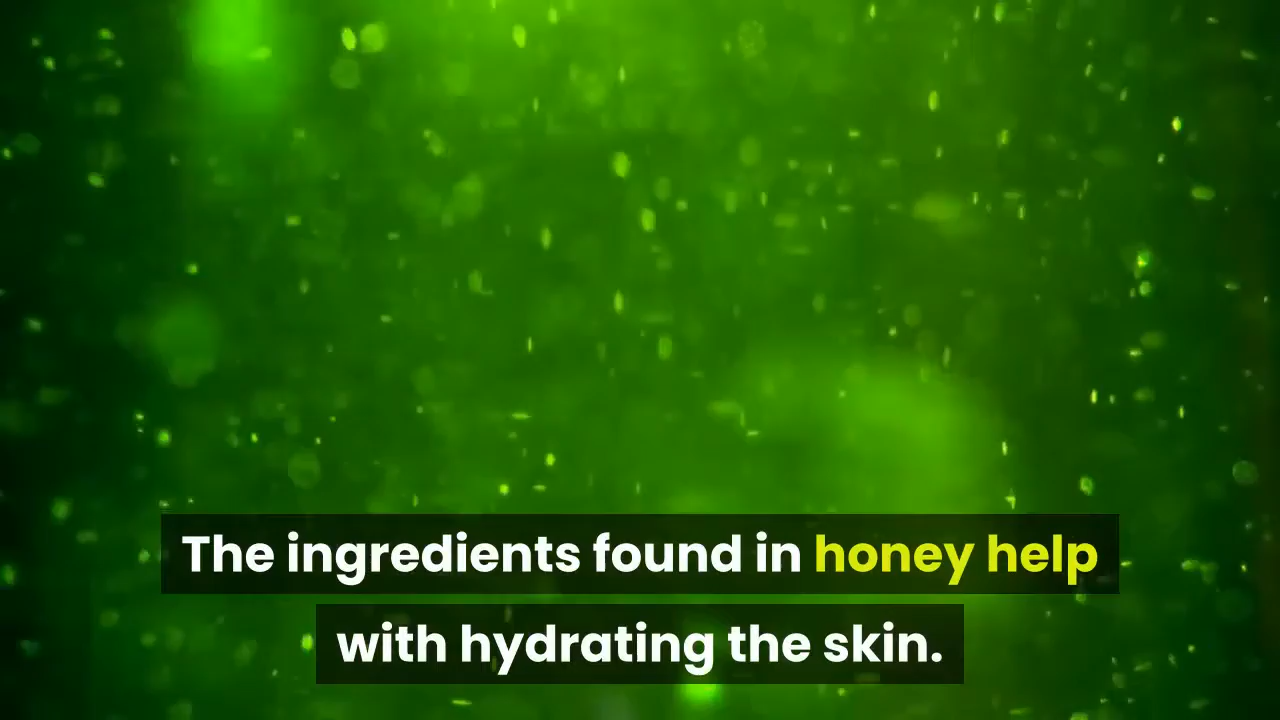 The ingredients found in honey help
with hydrating the skin.